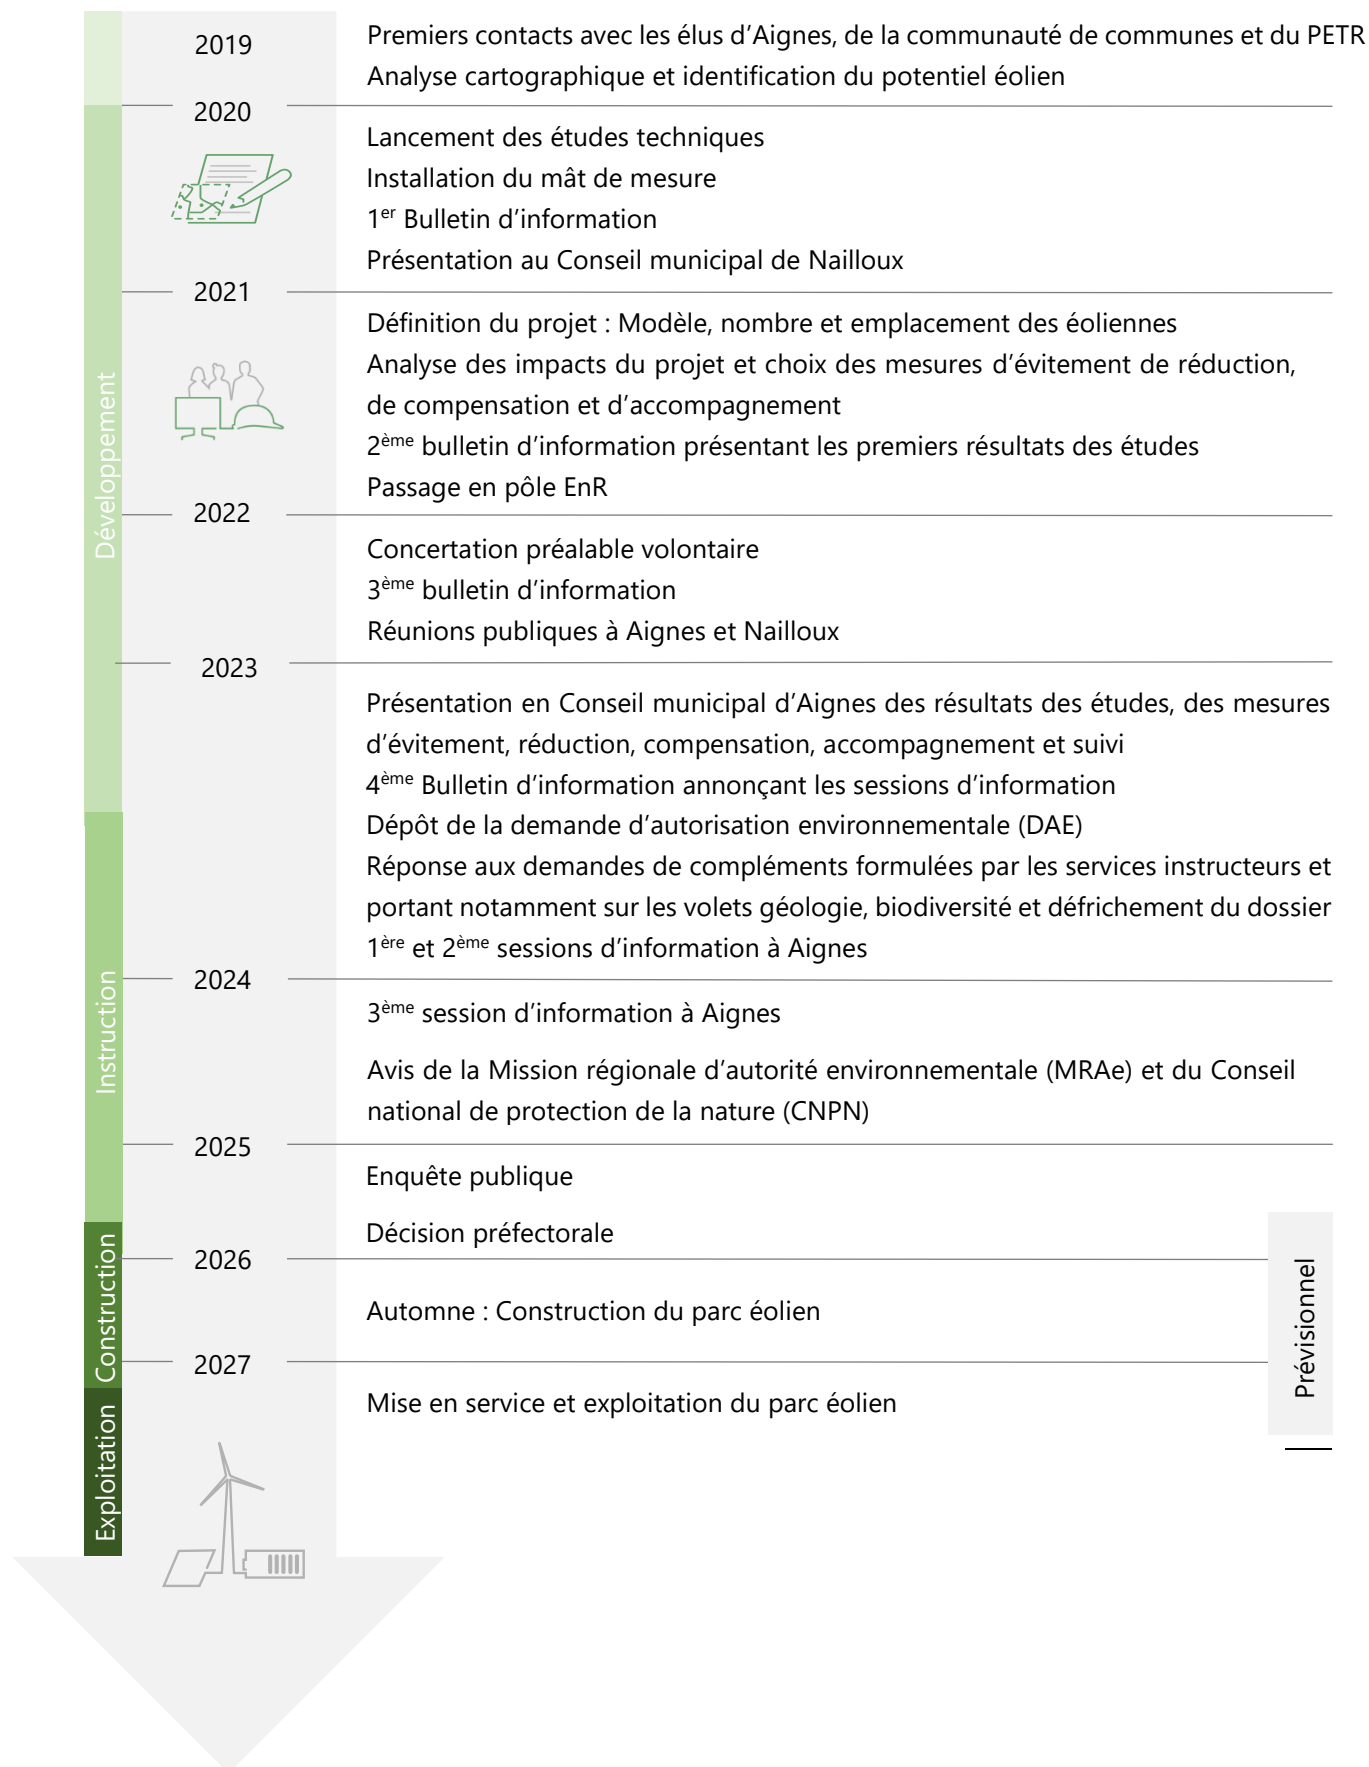 2019
Premiers contacts avec les élus d’Aignes, de la communauté de communes et du PETR
Analyse cartographique et identification du potentiel éolien
2020
Lancement des études techniques
Installation du mât de mesure
1er Bulletin d’information
Présentation au Conseil municipal de Nailloux
2021
Définition du projet : Modèle, nombre et emplacement des éoliennes
Analyse des impacts du projet et choix des mesures d’évitement de réduction,
de compensation et d’accompagnement
2ème bulletin d’information présentant les premiers résultats des études
Passage en pôle EnR
Développement
2022
Concertation préalable volontaire
3ème bulletin d’information
Réunions publiques à Aignes et Nailloux
2023
Présentation en Conseil municipal d’Aignes des résultats des études, des mesures
d’évitement, réduction, compensation, accompagnement et suivi
4ème Bulletin d’information annonçant les sessions d’information
Dépôt de la demande d’autorisation environnementale (DAE)
Réponse aux demandes de compléments formulées par les services instructeurs et
portant notamment sur les volets géologie, biodiversité et défrichement du dossier
1ère et 2ème sessions d’information à Aignes
Instruction
2024
3ème session d’information à Aignes
Avis de la Mission régionale d’autorité environnementale (MRAe) et du Conseil
national de protection de la nature (CNPN)
2025
Enquête publique
Décision préfectorale
Construction
2026
Automne : Construction du parc éolien
Prévisionnel
2027
Mise en service et exploitation du parc éolien
Exploitation